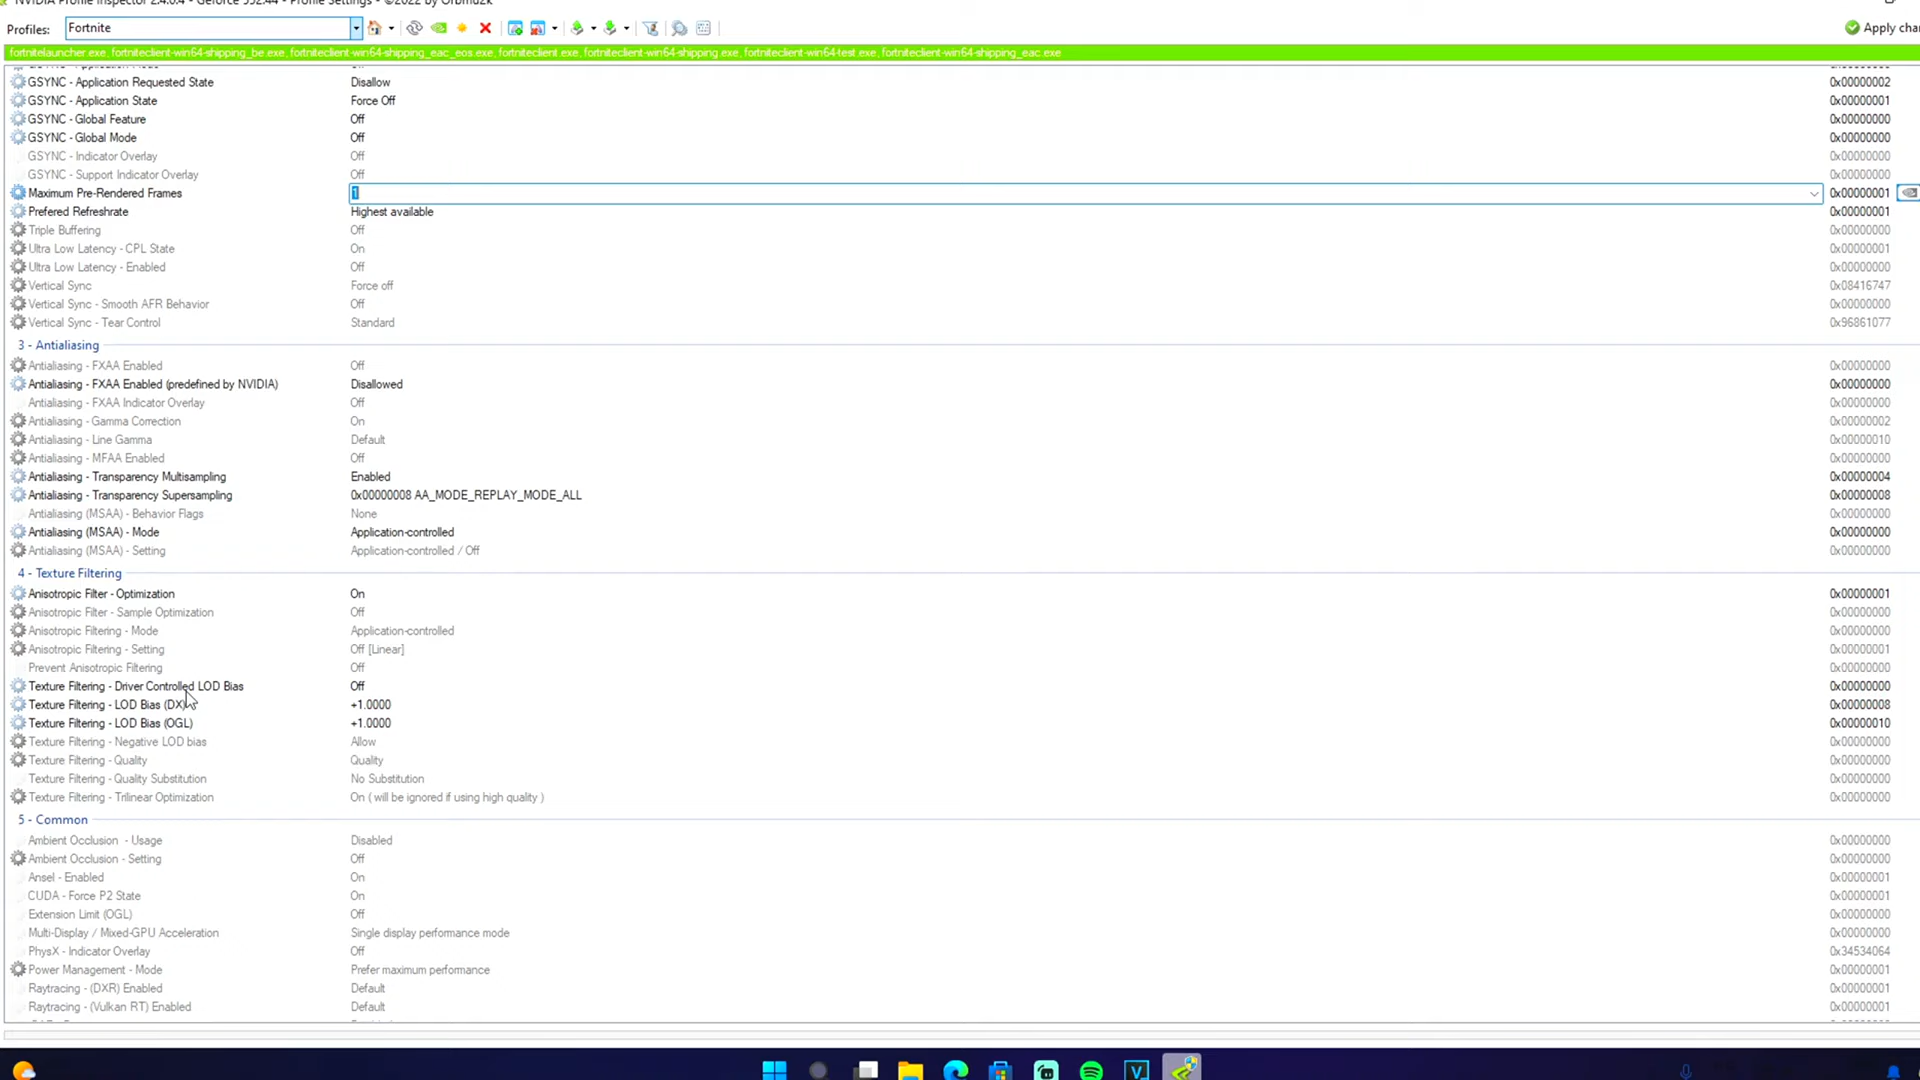 NVIDIA Profile Inspector 2.4.0.4 - Geforce 552.44 - Profile Settings - ©2022 by Orbmu2k
Profiles: Fortnite Apply
fortnitelauncher.exe, fortniteclient-win64-shipping_be.exe, fortniteclient-win64-shipping_eac_eos.exe, fortniteclient.exe, fortniteclient-win64-shipping.exe, fortniteclient-win64-test.exe, fortniteclient-win64-shipping_eac.exe
GSYNC - Application Requested State Disallow 0x00000002
GSYNC - Application State Force Off 0x00000001
GSYNC - Global Feature Off 0x00000000
GSYNC - Global Mode Off 0x00000000
GSYNC - Indicator Overlay Off 0x00000000
GSYNC - Support Indicator Overlay Off 0x00000000
Maximum Pre-Rendered Frames 1 0x00000001
Prefered Refreshrate Highest available 0x00000001
Triple Buffering Off 0x00000000
Ultra Low Latency - CPL State On 0x00000001
Ultra Low Latency - Enabled Off 0x00000000
Vertical Sync Force off 0x08416747
Vertical Sync - Smooth AFR Behavior Off 0x00000000
Vertical Sync - Tear Control Standard 0x96861077
3 - Antialiasing
Antialiasing - FXAA Enabled Off 0x00000000
Antialiasing - FXAA Enabled (predefined by NVIDIA) Disallowed 0x00000000
Antialiasing - FXAA Indicator Overlay Off 0x00000000
Antialiasing - Gamma Correction On 0x00000002
Antialiasing - Line Gamma Default 0x00000010
Antialiasing - MFAA Enabled Off 0x00000000
Antialiasing - Transparency Multisampling Enabled 0x00000004
Antialiasing - Transparency Supersampling 0x00000008 AA_MODE_REPLAY_MODE_ALL 0x00000008
Antialiasing (MSAA) - Behavior Flags None 0x00000000
Antialiasing (MSAA) - Mode Application-controlled 0x00000000
Antialiasing (MSAA) - Setting Application-controlled / Off 0x00000000
4 - Texture Filtering
Anisotropic Filter - Optimization On 0x00000001
Anisotropic Filter - Sample Optimization Off 0x00000000
Anisotropic Filtering - Mode Application-controlled 0x00000000
Anisotropic Filtering - Setting Off [Linear] 0x00000001
Prevent Anisotropic Filtering Off 0x00000000
Texture Filtering - Driver Controlled LOD Bias Off 0x00000000
Texture Filtering - LOD Bias (DX) +1.0000 0x00000008
Texture Filtering - LOD Bias (OGL) +1.0000 0x00000010
Texture Filtering - Negative LOD bias Allow 0x00000000
Texture Filtering - Quality Quality 0x00000000
Texture Filtering - Quality Substitution No Substitution 0x00000000
Texture Filtering - Trilinear Optimization On ( will be ignored if using high quality ) 0x00000000
5 - Common
Ambient Occlusion - Usage Disabled 0x00000000
Ambient Occlusion - Setting Off 0x00000000
Ansel - Enabled On 0x00000001
CUDA - Force P2 State On 0x00000001
Extension Limit (OGL) Off 0x00000000
Multi-Display / Mixed-GPU Acceleration Single display performance mode 0x00000000
PhysX - Indicator Overlay Off 0x34534064
Power Management - Mode Prefer maximum performance 0x00000001
Raytracing - (DXR) Enabled Default 0x00000001
Raytracing - (Vulkan RT) Enabled Default 0x00000001